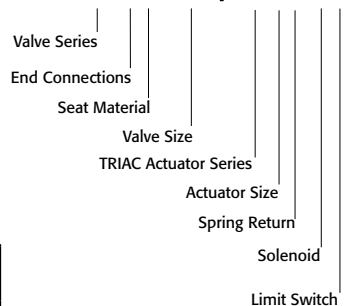 Valve Series
End Connections
Seat Material
Valve Size
TRIAC Actuator Series
Actuator Size
Spring Return
Solenoid
Limit Switch